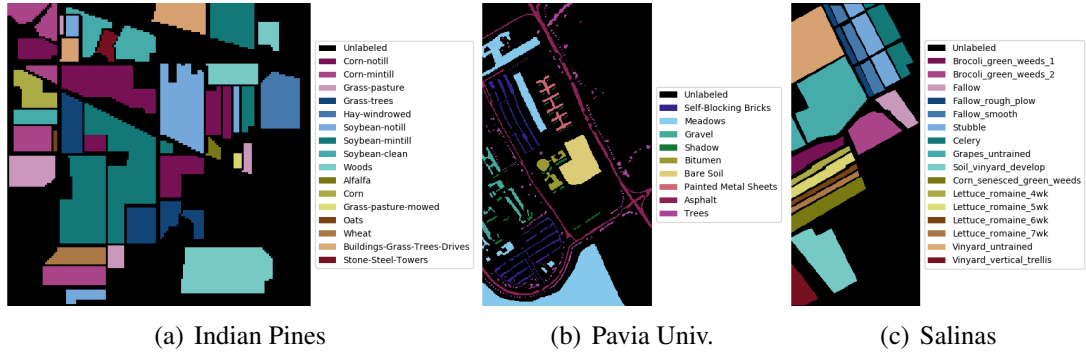 Unlabeled
Corn-notill
Corn-mintill
Grass-pasture
Grass-trees
Hay-windrowed
Soybean-notill
Soybean-mintill
Soybean-clean
Woods
Alfalfa
Corn
Grass-pasture-mowed
Oats
Wheat
Buildings-Grass-Trees-Drives
Stone-Steel-Towers
(a) Indian Pines
Unlabeled
Self-Blocking Bricks
Meadows
Gravel
Shadow
Bitumen
Bare Soil
Painted Metal Sheets
Asphalt
Trees
(b) Pavia Univ.
Unlabeled
Brocoli_green_weeds_1
Brocoli_green_weeds_2
Fallow
Fallow_rough_plow
Fallow_smooth
Stubble
Celery
Grapes_untrained
Soil_vinyard_develop
Corn_senesced_green_weeds
Lettuce_romaine_4wk
Lettuce_romaine_5wk
Lettuce_romaine_6wk
Lettuce_romaine_7wk
Vinyard_untrained
Vinyard_vertical_trellis
(c) Salinas